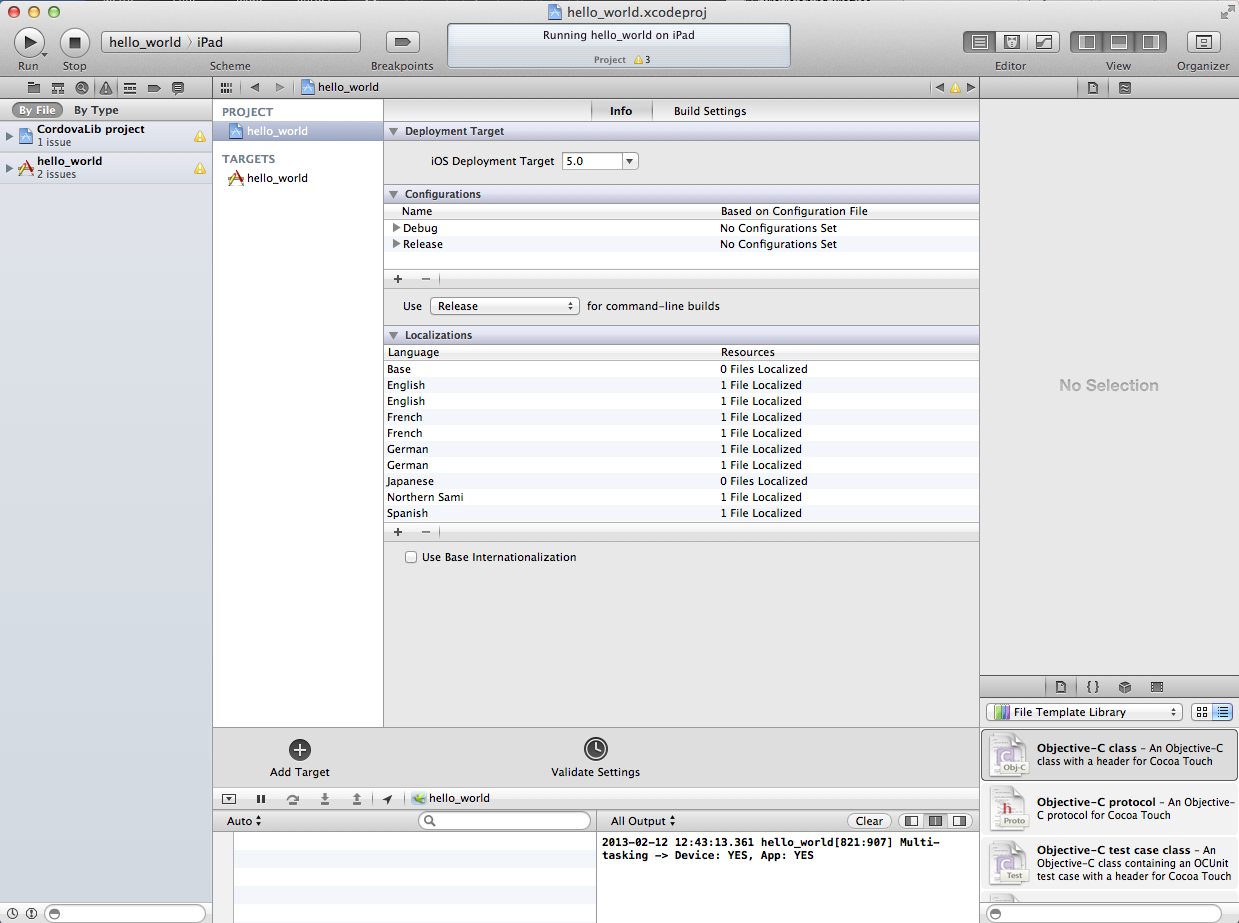 hello_world.xcodeproj
hello_world 〉iPad
Running hello_world on iPad
Project 3
Run
Stop
Scheme
Breakpoints
Editor
View
Organizer
hello_world
By File
By Type
CordovaLib project
1 issue
hello_world
2 issues
PROJECT
hello_world
TARGETS
hello_world
Info
Build Settings
Deployment Target
iOS Deployment Target 5.0
Configurations
Name Based on Configuration File
Debug No Configurations Set
Release No Configurations Set
+ −
Use Release for command-line builds
Localizations
Language Resources
Base 0 Files Localized
English 1 File Localized
English 1 File Localized
French 1 File Localized
French 1 File Localized
German 1 File Localized
German 1 File Localized
Japanese 0 Files Localized
Northern Sami 1 File Localized
Spanish 1 File Localized
+ −
Use Base Internationalization
Add Target
Validate Settings
hello_world
Auto
All Output
Clear
2013-02-12 12:43:13.361 hello_world[821:907] Multi-
tasking -> Device: YES, App: YES
No Selection
{ }
File Template Library
Obj-C
Objective-C class - An Objective-C
class with a header for Cocoa Touch
h
Proto
Objective-C protocol - An Objective-
C protocol for Cocoa Touch
C
Test
Objective-C test case class - An
Objective-C class containing an OCUnit
test case with a header for Cocoa Touch